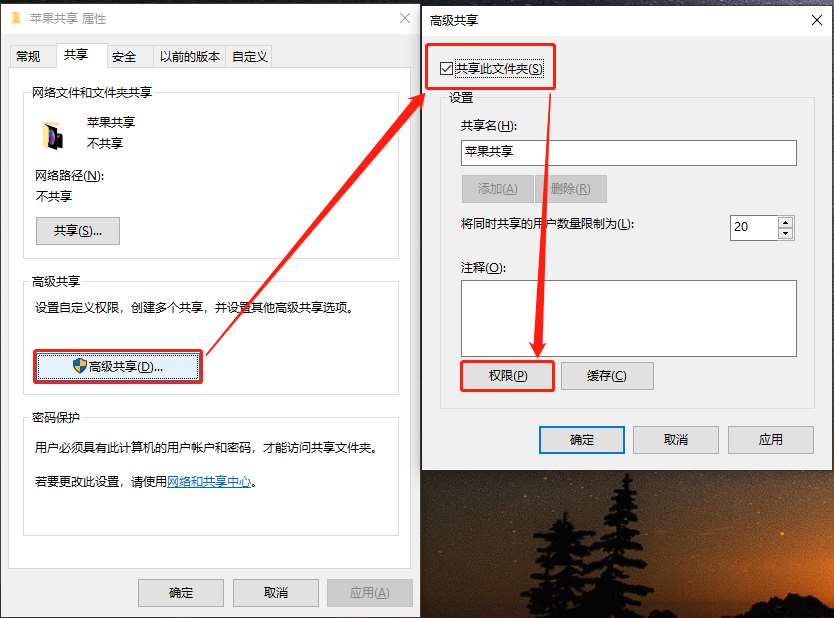 苹果共享 属性
常规
共享
安全
以前的版本
自定义
网络文件和文件夹共享
苹果共享
不共享
网络路径(N):
不共享
共享(S)...
高级共享
设置自定义权限，创建多个共享，并设置其他高级共享选项。
高级共享(D)...
密码保护
用户必须具有此计算机的用户帐户和密码，才能访问共享文件夹。
若要更改此设置，请使用网络和共享中心。
确定
取消
应用(A)
高级共享
共享此文件夹(S)
设置
共享名(H):
苹果共享
添加(A)
删除(R)
将同时共享的用户数量限制为(L):
20
注释(O):
权限(P)
缓存(C)
确定
取消
应用